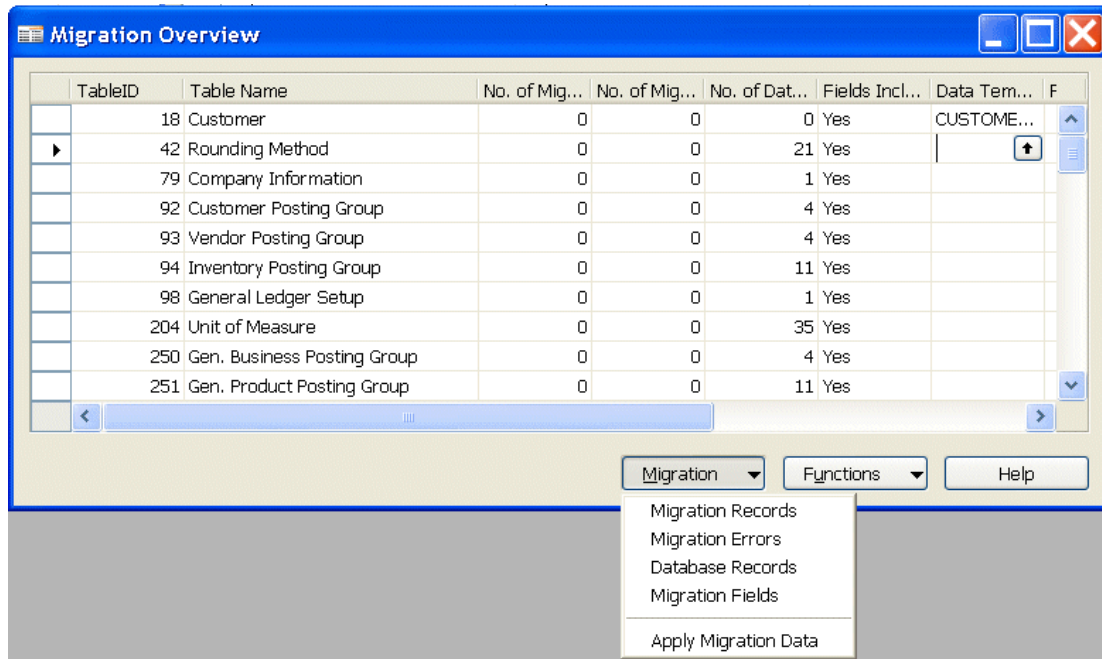 Migration Overview
TableID Table Name No. of Mig... No. of Mig... No. of Dat... Fields Incl... Data Tem... F
18 Customer 0 0 0 Yes CUSTOME...
42 Rounding Method 0 0 21 Yes
79 Company Information 0 0 1 Yes
92 Customer Posting Group 0 0 4 Yes
93 Vendor Posting Group 0 0 4 Yes
94 Inventory Posting Group 0 0 11 Yes
98 General Ledger Setup 0 0 1 Yes
204 Unit of Measure 0 0 35 Yes
250 Gen. Business Posting Group 0 0 4 Yes
251 Gen. Product Posting Group 0 0 11 Yes
Migration Functions Help
Migration Records
Migration Errors
Database Records
Migration Fields
Apply Migration Data